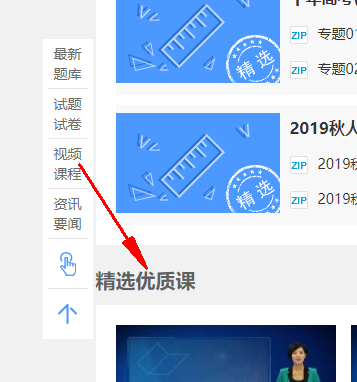 最新
题库
试题
试卷
视频
课程
资讯
要闻
精选
ZIP 专题0
ZIP 专题02
精选
2019秋人
ZIP 2019秋
ZIP 2019秋
精选优质课